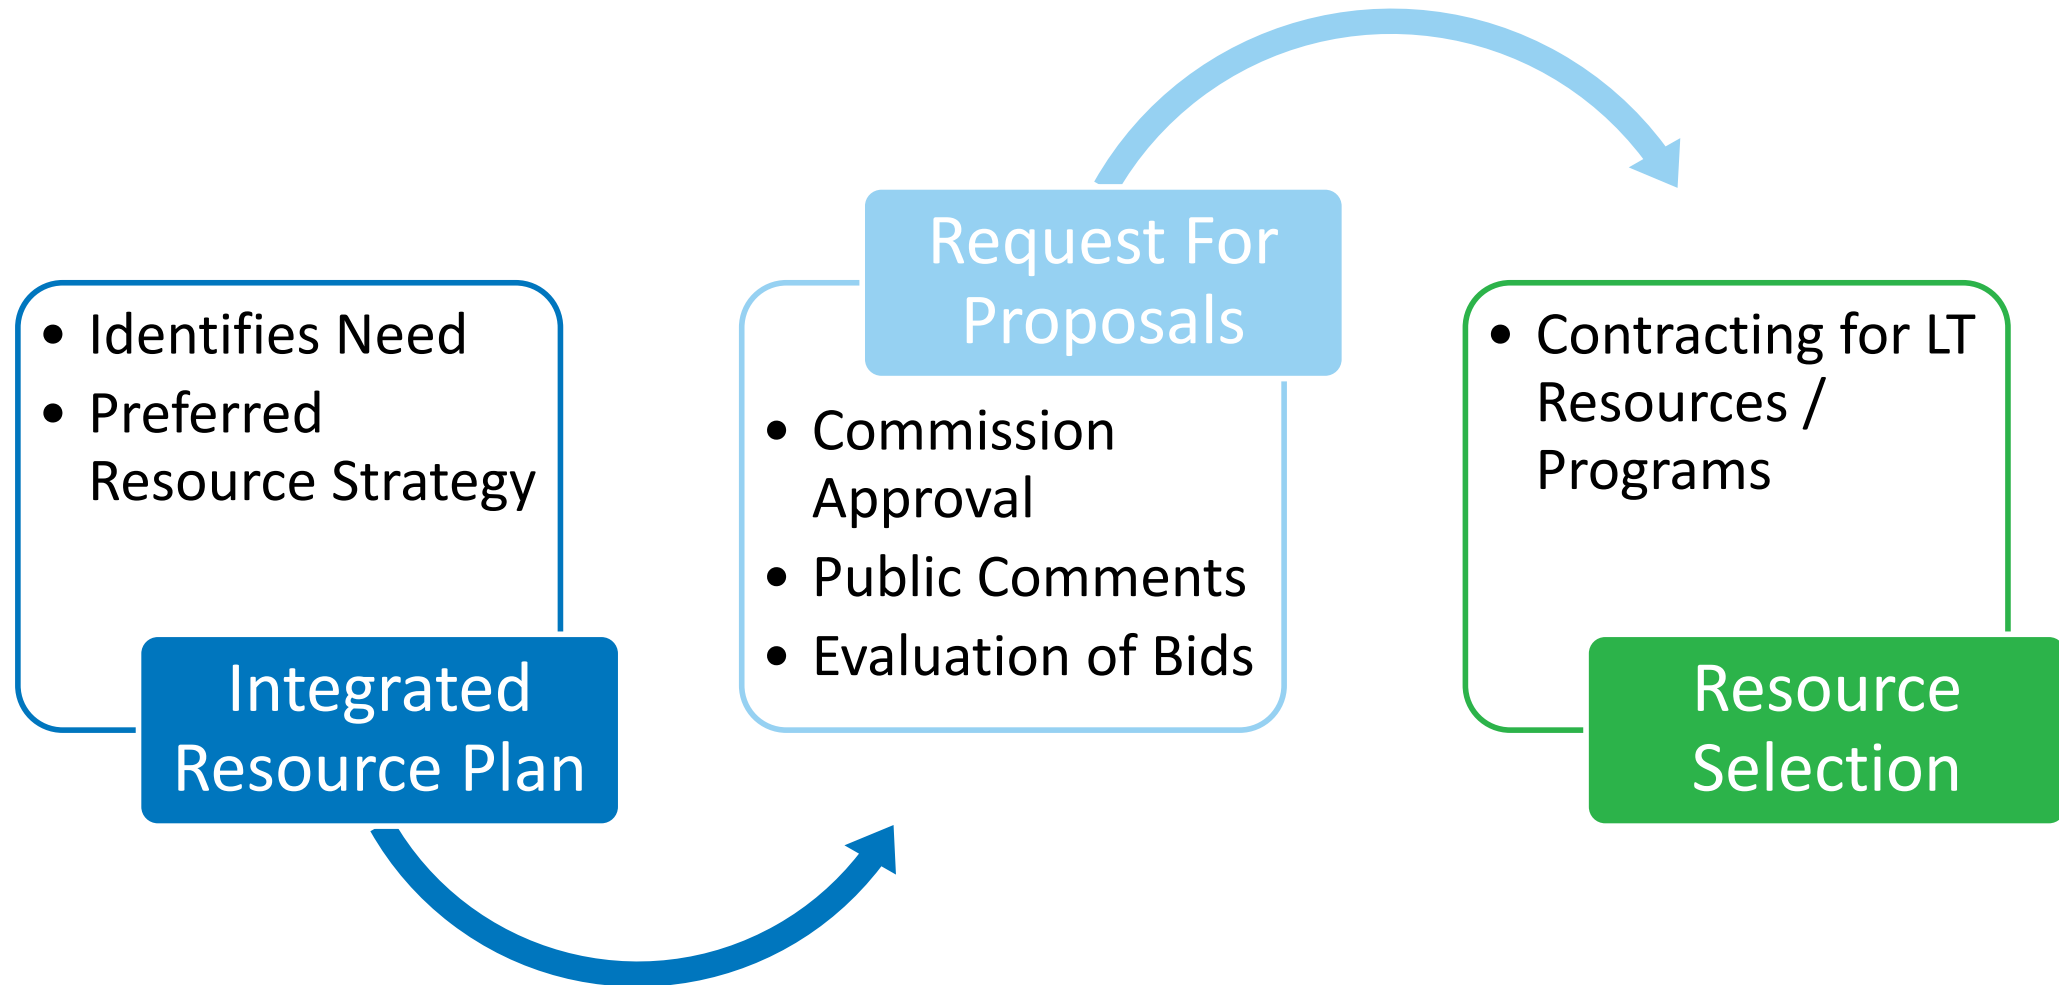 • Identifies Need
• Preferred
Resource Strategy
Integrated
Resource Plan
Request For
Proposals
• Commission
Approval
• Public Comments
• Evaluation of Bids
• Contracting for LT
Resources /
Programs
Resource
Selection